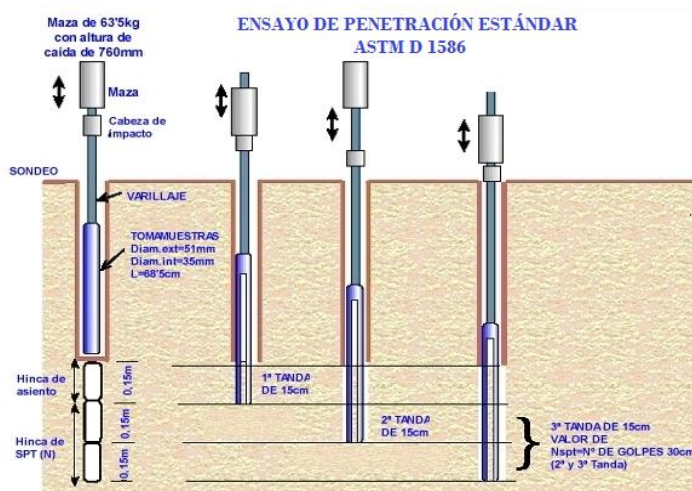 Maza de 63'5kg
con altura de
caída de 760mm
ENSAYO DE PENETRACIÓN ESTÁNDAR
ASTM D 1586
Maza
Cabeza de
impacto
SONDEO
VARILLAJE
TOMAMUESTRAS
Diam.ext=51mm
Diam.int=35mm
L=68'5cm
Hinca de
asiento
0,15m
1ª TANDA
DE 15cm
Hinca de
SPT (N)
0,15m
2ª TANDA
DE 15cm
0,15m
3ª TANDA DE 15cm
VALOR DE
Nspt=Nº DE GOLPES 30cm
(2ª y 3ª Tanda)